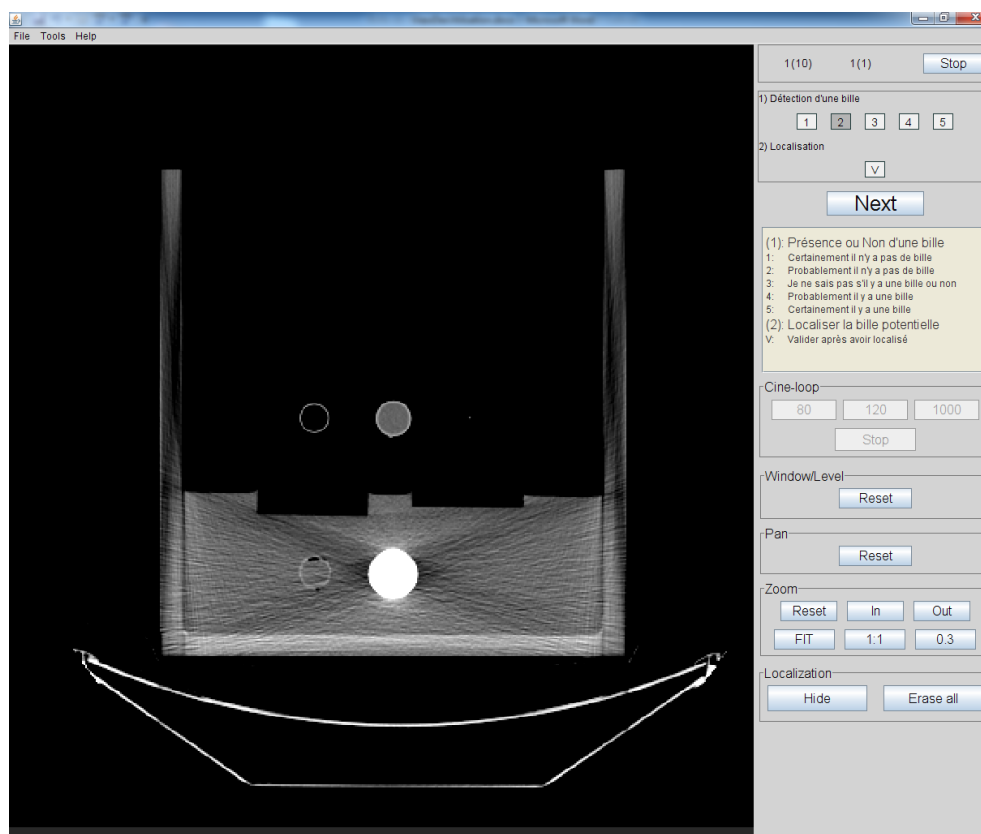 File Tools Help
1(10) 1(1) Stop
1) Détection d'une bille
1 2 3 4 5
2) Localisation
V
Next
(1): Présence ou Non d'une bille
1: Certainement il n'y a pas de bille
2: Probablement il n'y a pas de bille
3: Je ne sais pas s'il y a une bille ou non
4: Probablement il y a une bille
5: Certainement il y a une bille
(2): Localiser la bille potentielle
V: Valider après avoir localisé
Cine-loop
80 120 1000
Stop
Window/Level
Reset
Pan
Reset
Zoom
Reset In Out
FIT 1:1 0.3
Localization
Hide Erase all